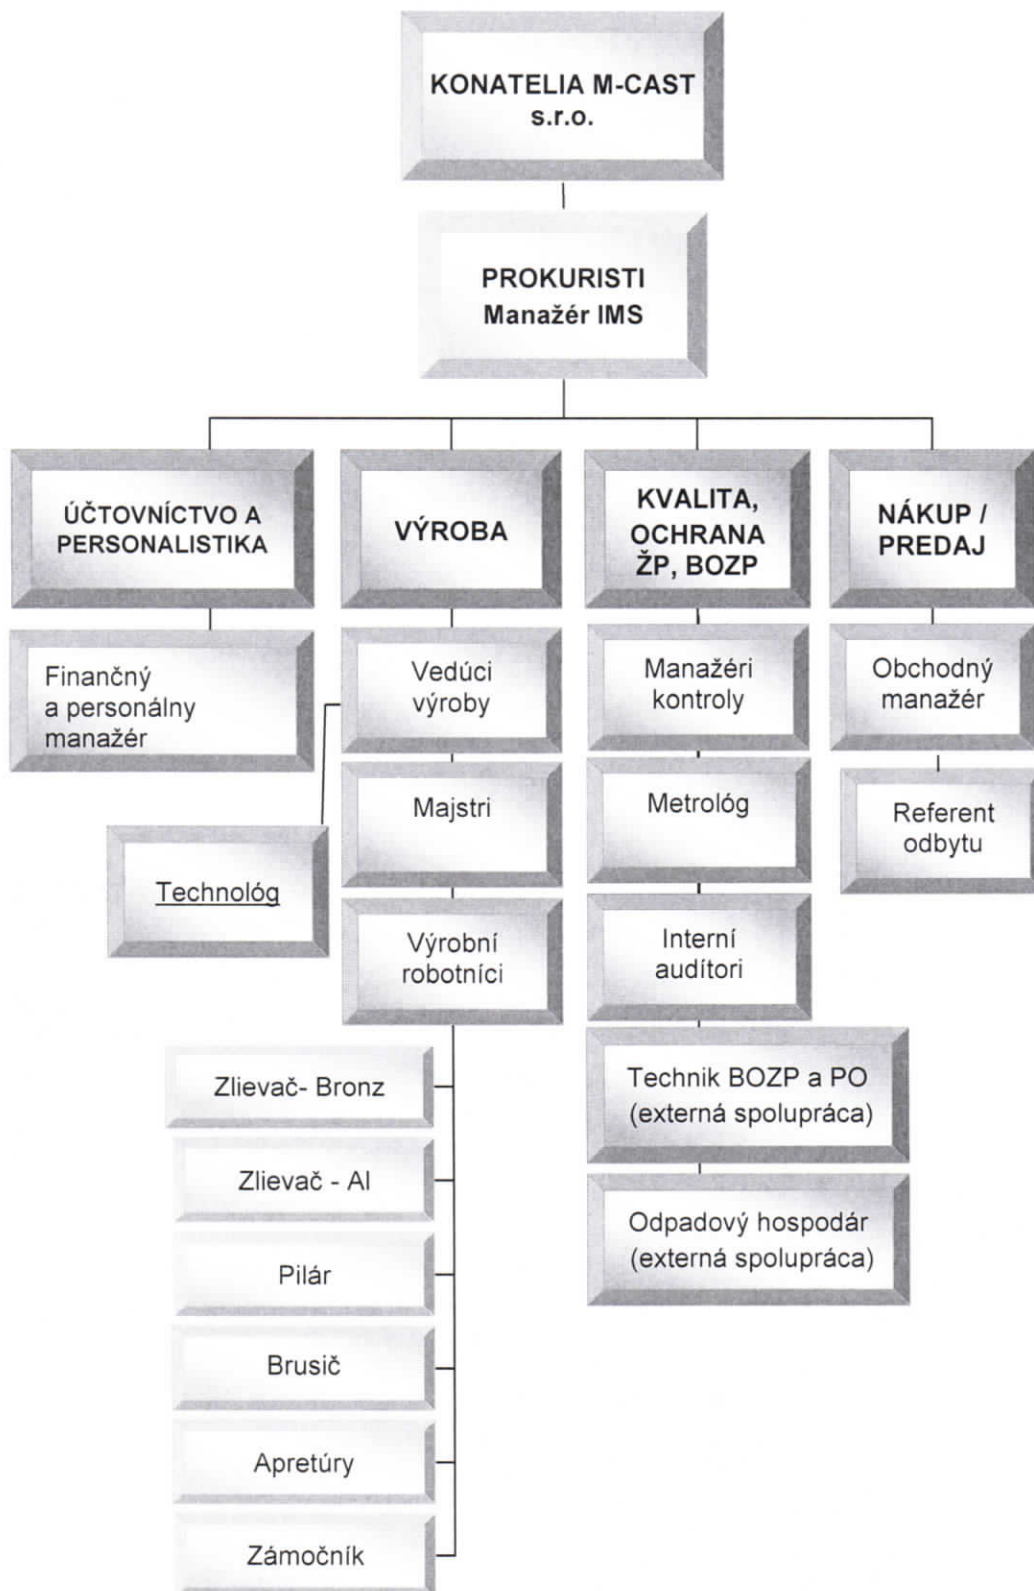 KONATELIA M-CAST
s.r.o.
PROKURISTI
Manažér IMS
ÚČTOVNÍCTVO A
PERSONALISTIKA
VÝROBA
KVALITA,
OCHRANA
ŽP, BOZP
NÁKUP /
PREDAJ
Finančný
a personálny
manažér
Vedúci
výroby
Manažéri
kontroly
Obchodný
manažér
Technológ
Majstri
Metrológ
Referent
odbytu
Výrobní
robotníci
Interní
audítori
Zlievač- Bronz
Zlievač - Al
Pilár
Brusič
Apretúry
Zámočník
Technik BOZP a PO
(externá spolupráca)
Odpadový hospodár
(externá spolupráca)